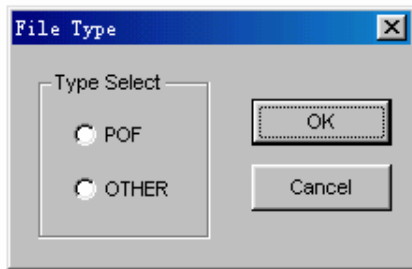 File Type
Type Select
POF
OK
OTHER
Cancel